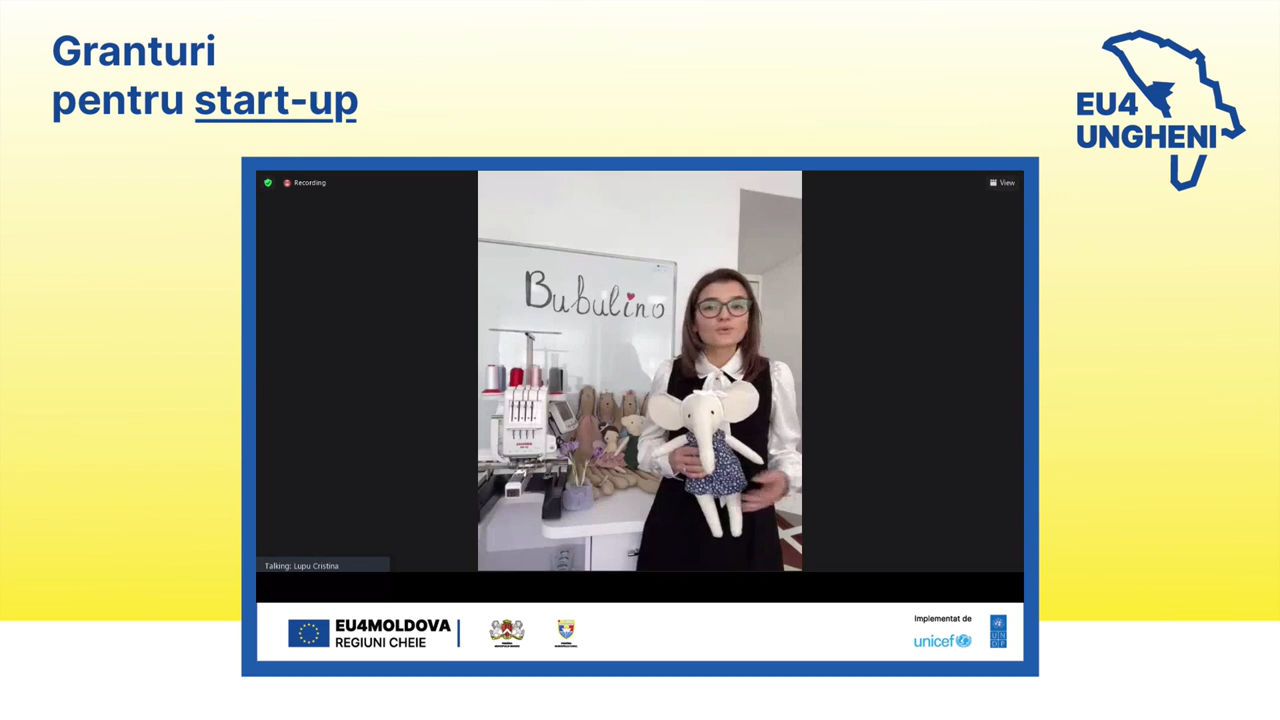 Granturi
pentru start-up
EU4
UNGHENI
Recording
View
Bubulino
Talking: Lupu Cristina
EU4MOLDOVA
REGIUNI CHEIE
Implementat de
unicef
UN
OP